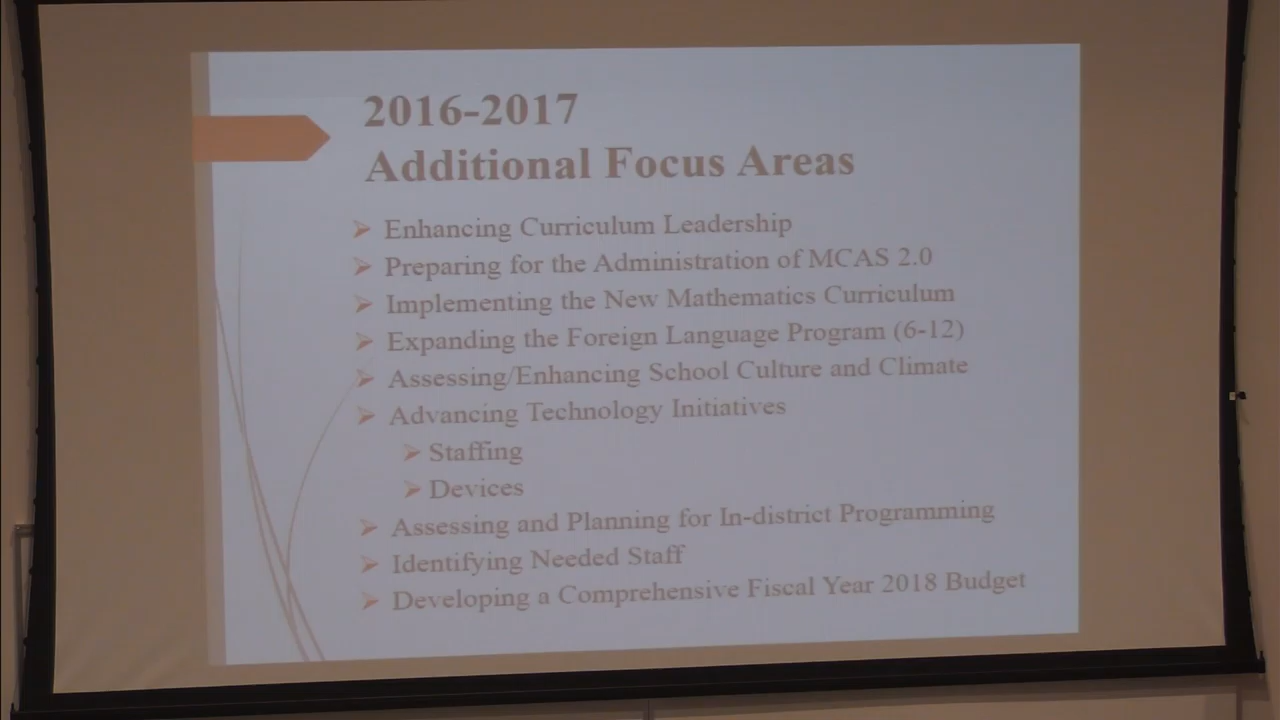 2016-2017
Additional Focus Areas
Enhancing Curriculum Leadership
Preparing for the Administration of MCAS 2.0
Implementing the New Mathematics Curriculum
Expanding the Foreign Language Program (6-12)
Assessing/Enhancing School Culture and Climate
Advancing Technology Initiatives
Staffing
Devices
Assessing and Planning for In-district Programming
Identifying Needed Staff
Developing a Comprehensive Fiscal Year 2018 Budget